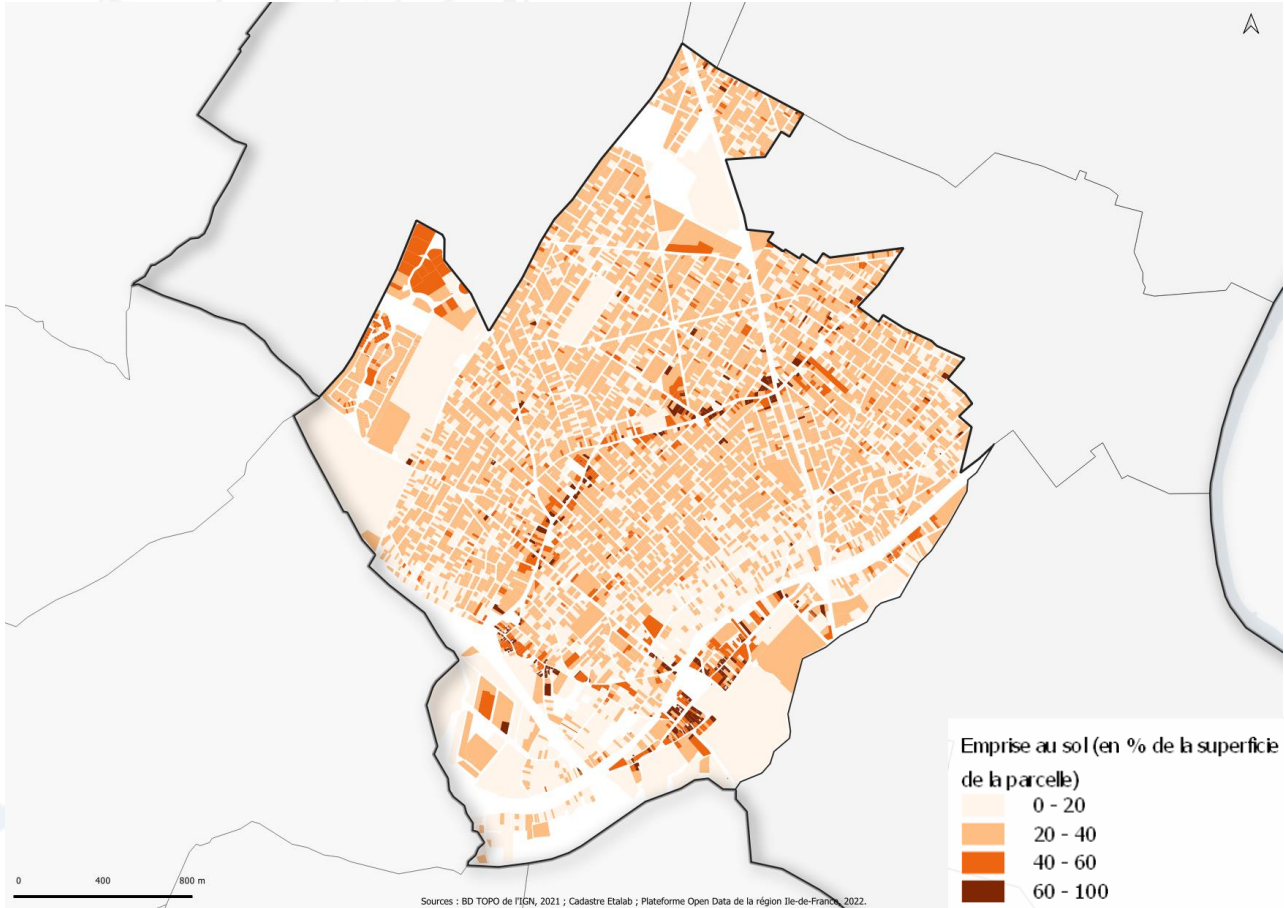 Emprise au sol (en % de la superficie
de la parcelle)
0 - 20
20 - 40
40 - 60
60 - 100
0 400 800 m
Sources : BD TOPO de l'IGN, 2021 ; Cadastre Etalab ; Plateforme Open Data de la région Ile-de-France, 2022.